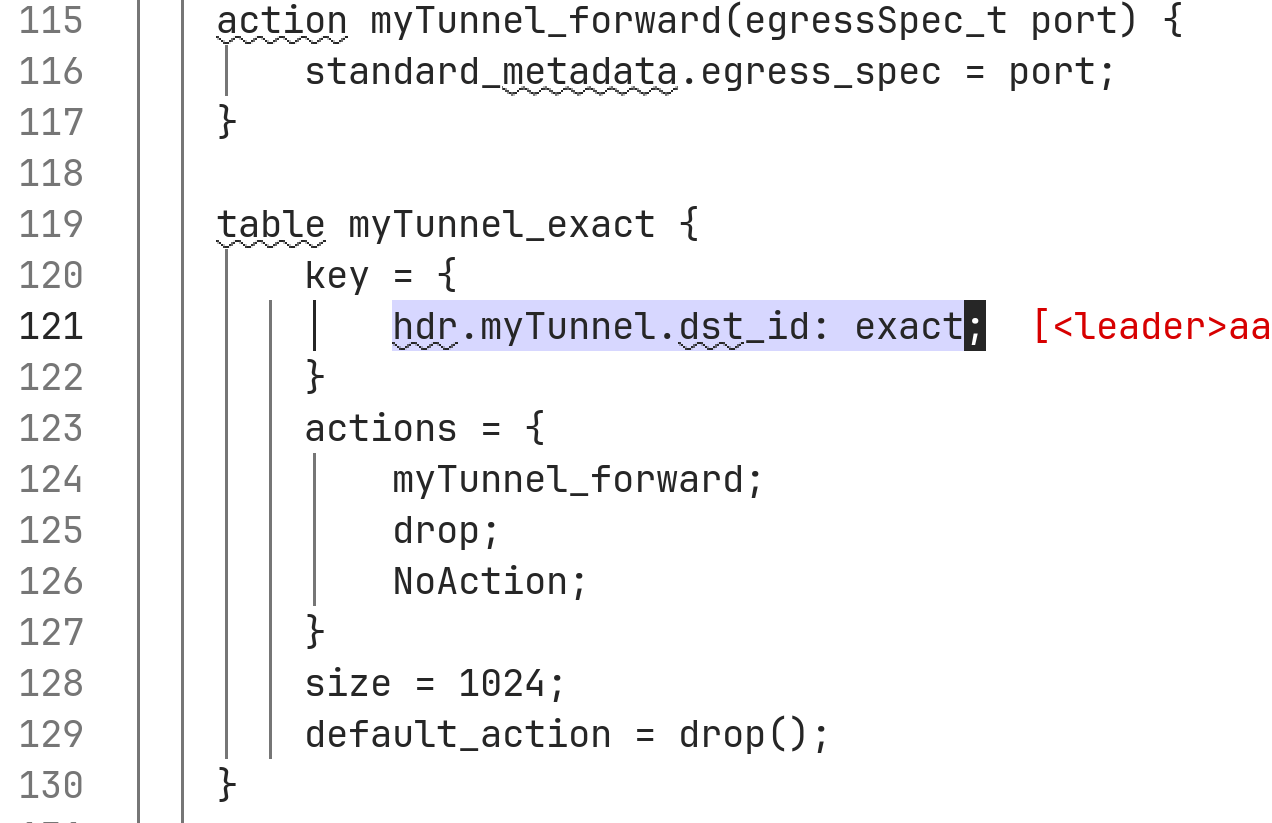 115 action myTunnel_forward(egressSpec_t port) {
116 standard_metadata.egress_spec = port;
117 }
118
119 table myTunnel_exact {
120 key = {
121 hdr.myTunnel.dst_id: exact; [<leader>aa
122 }
123 actions = {
124 myTunnel_forward;
125 drop;
126 NoAction;
127 }
128 size = 1024;
129 default_action = drop();
130 }